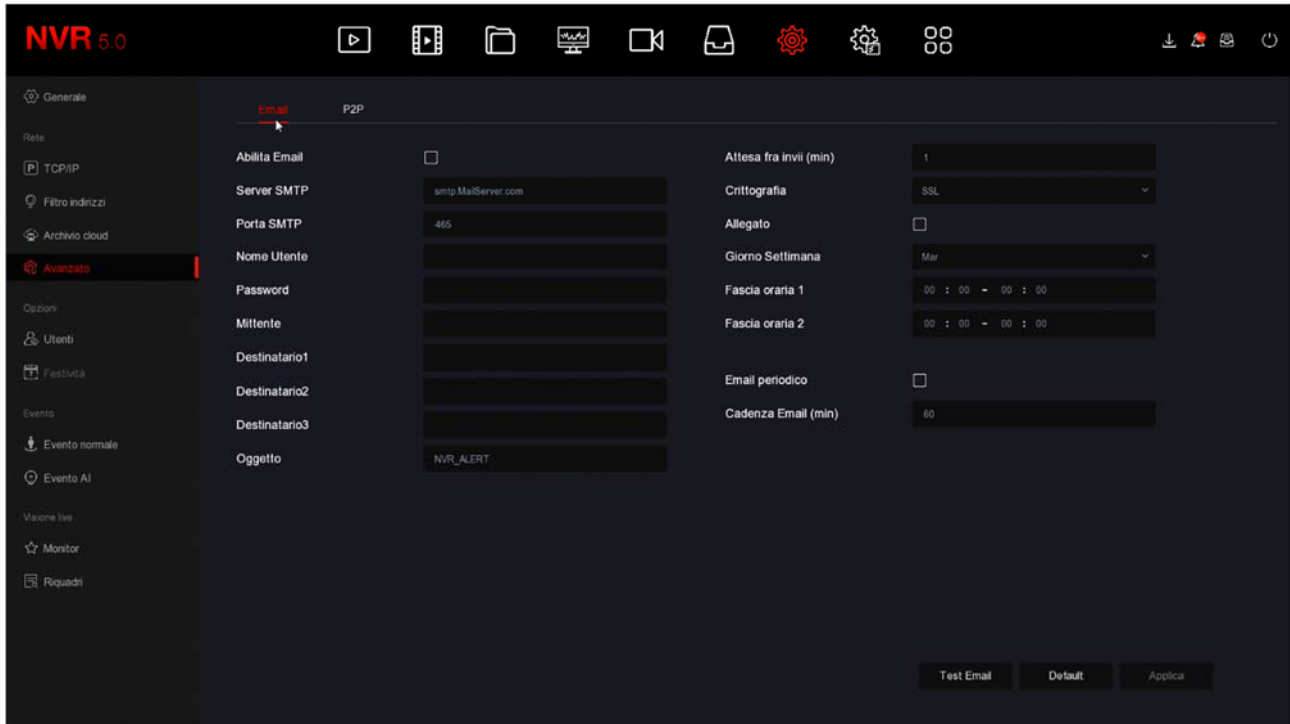 NVR 5.0
Generale
Rete
TCP/IP
Filtro indirizzi
Archivio cloud
Avanzato
Opzioni
Utenti
Festività
Evento
Evento normale
Evento AI
Visione live
Monitor
Riquadri
Email P2P
Abilita Email
Server SMTP smtp.MailServer.com
Porta SMTP 465
Nome Utente
Password
Mittente
Destinatario1
Destinatario2
Destinatario3
Oggetto NVR_ALERT
Attesa fra invii (min) 1
Crittografia SSL
Allegato
Giorno Settimana Mar
Fascia oraria 1 00 : 00 - 00 : 00
Fascia oraria 2 00 : 00 - 00 : 00
Email periodico
Cadenza Email (min) 60
Test Email Default Applica